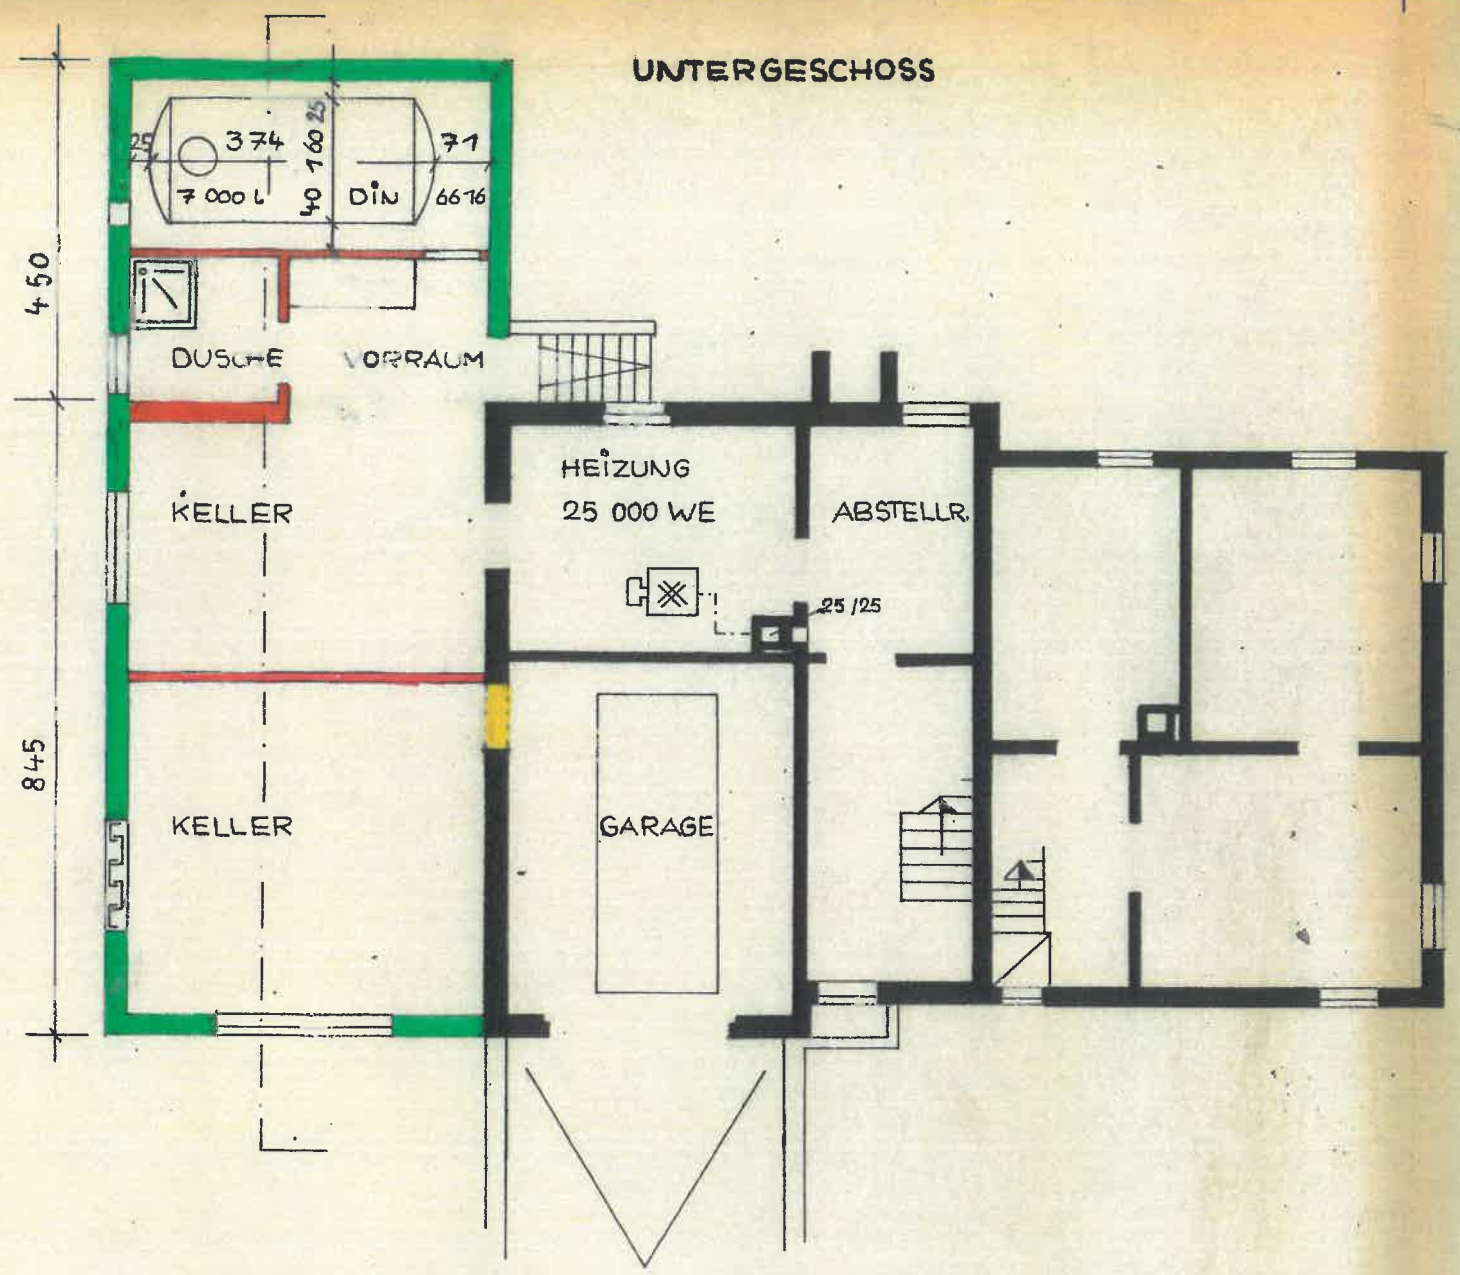 UNTERGESCHOSS
25
374
40 160 25
71
7 000 L
DIN
6616
450
DUSCHE
VORRAUM
HEIZUNG
25 000 WE
KELLER
ABSTELLR.
25/25
845
KELLER
GARAGE